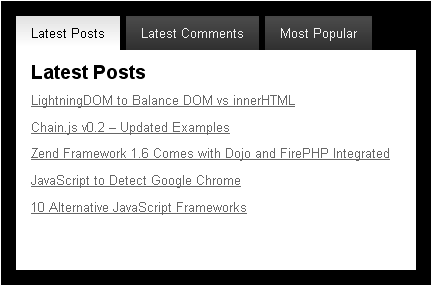 Latest Posts
Latest Comments
Most Popular
Latest Posts
LightningDOM to Balance DOM vs innerHTML
Chain.js v0.2 – Updated Examples
Zend Framework 1.6 Comes with Dojo and FirePHP Integrated
JavaScript to Detect Google Chrome
10 Alternative JavaScript Frameworks